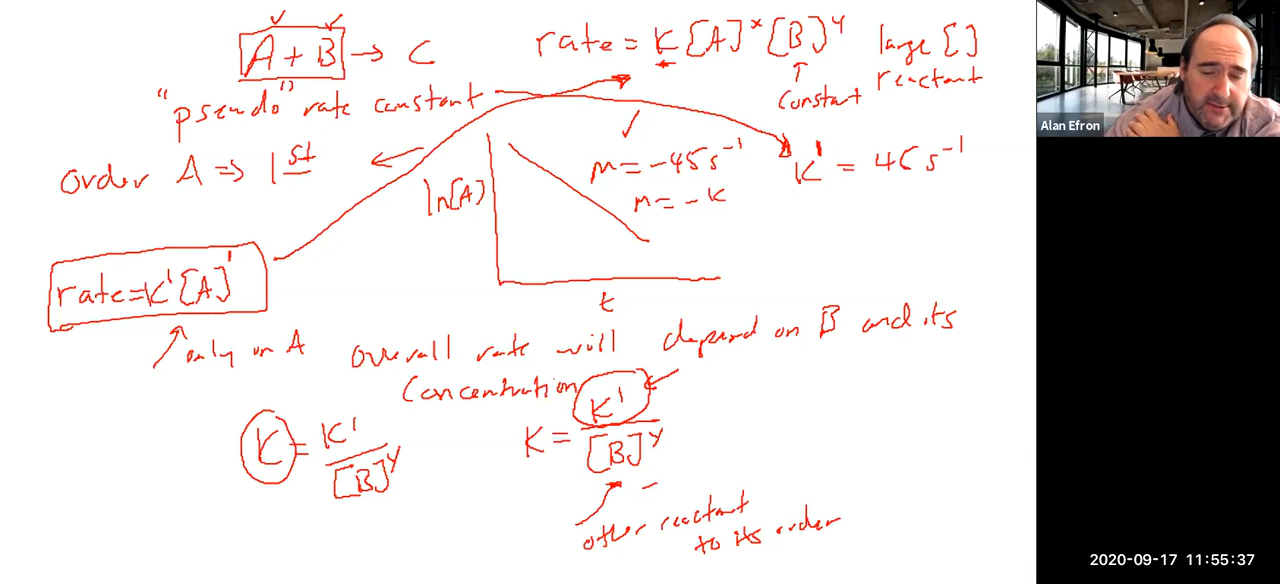 A + B → C
rate = K [A]^x [B]^y large [ ]
reactant
constant
"pseudo" rate constant
Order A ⇒ 1st
ln[A]
m = -45 s^-1
m = -K
K' = 45 s^-1
t
rate = K'[A]^1
only on A
Overall rate will depend on B and its
concentration
K = K' / [B]^y
K = K' / [B]^y
other reactant
to its order
Alan Efron
2020-09-17 11:55:37